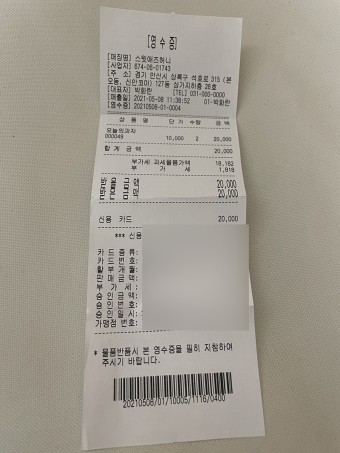 [영 수 증]
[매장명] 스윗애즈허니
[사업자] 674-06-01743
[주 소] 경기 안산시 상록구 석호로 315 (본
오동, 신안코아) 127동 상가지하층 28호
[대표자] 박화란 [TEL] 031-000-0000
[매출일] 2021-05-08 11:38:52 01-박화란
[영수증] 20210508-01-0004
상 품 명 단 가 수량 금 액
오늘의과자
000049 10,000 2 20,000
합 계 금 액 20,000
부가세 과세물품가액 18,182
부 가 세 1,818
받 을 금 액 20,000
받 은 금 액 20,000
신용 카드 20,000
*** 신용
카 드 종 류:
카 드 번 호:
할 부 개 월:
판 매 금 액:
부 가 세 :
승 인 금 액:
승 인 번 호:
승 인 일 시:
가맹점 번호:
* 물품반품시 본 영수증을 필히 지참하여
주시기 바랍니다.
20210508/01/10005/1116/0400